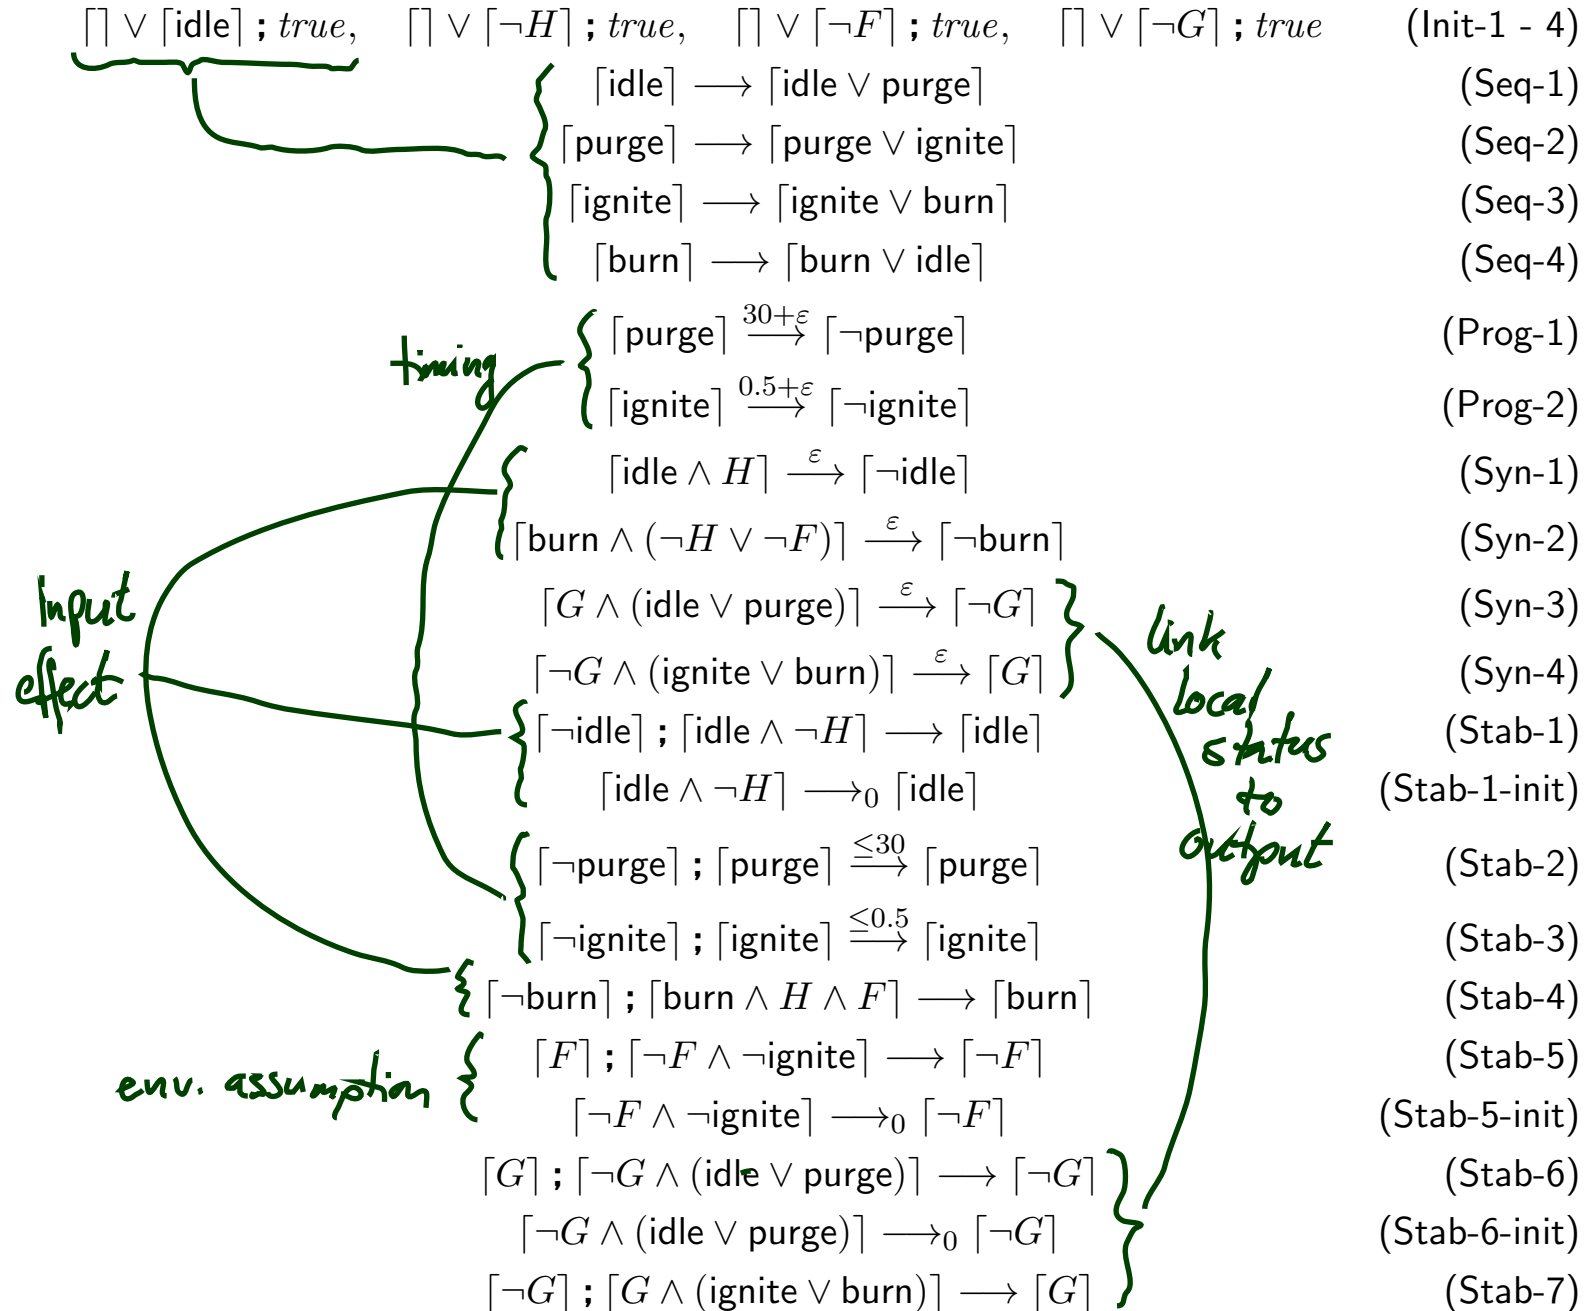 ⌈⌉ ∨ ⌈idle⌉ ; true, ⌈⌉ ∨ ⌈¬H⌉ ; true, ⌈⌉ ∨ ⌈¬F⌉ ; true, ⌈⌉ ∨ ⌈¬G⌉ ; true (Init-1 - 4)
⌈idle⌉ ⟶ ⌈idle ∨ purge⌉ (Seq-1)
⌈purge⌉ ⟶ ⌈purge ∨ ignite⌉ (Seq-2)
⌈ignite⌉ ⟶ ⌈ignite ∨ burn⌉ (Seq-3)
⌈burn⌉ ⟶ ⌈burn ∨ idle⌉ (Seq-4)
⌈purge⌉ ⟶^{30+ε} ⌈¬purge⌉ (Prog-1)
timing
⌈ignite⌉ ⟶^{0.5+ε} ⌈¬ignite⌉ (Prog-2)
⌈idle ∧ H⌉ ⟶^{ε} ⌈¬idle⌉ (Syn-1)
⌈burn ∧ (¬H ∨ ¬F)⌉ ⟶^{ε} ⌈¬burn⌉ (Syn-2)
⌈G ∧ (idle ∨ purge)⌉ ⟶^{ε} ⌈¬G⌉ (Syn-3)
⌈¬G ∧ (ignite ∨ burn)⌉ ⟶^{ε} ⌈G⌉ (Syn-4)
Input
effect
link
local
status
to
output
⌈¬idle⌉ ; ⌈idle ∧ ¬H⌉ ⟶ ⌈idle⌉ (Stab-1)
⌈idle ∧ ¬H⌉ ⟶₀ ⌈idle⌉ (Stab-1-init)
⌈¬purge⌉ ; ⌈purge⌉ ⟶^{≤30} ⌈purge⌉ (Stab-2)
⌈¬ignite⌉ ; ⌈ignite⌉ ⟶^{≤0.5} ⌈ignite⌉ (Stab-3)
⌈¬burn⌉ ; ⌈burn ∧ H ∧ F⌉ ⟶ ⌈burn⌉ (Stab-4)
⌈F⌉ ; ⌈¬F ∧ ¬ignite⌉ ⟶ ⌈¬F⌉ (Stab-5)
env. assumption
⌈¬F ∧ ¬ignite⌉ ⟶₀ ⌈¬F⌉ (Stab-5-init)
⌈G⌉ ; ⌈¬G ∧ (idle ∨ purge)⌉ ⟶ ⌈¬G⌉ (Stab-6)
⌈¬G ∧ (idle ∨ purge)⌉ ⟶₀ ⌈¬G⌉ (Stab-6-init)
⌈¬G⌉ ; ⌈G ∧ (ignite ∨ burn)⌉ ⟶ ⌈G⌉ (Stab-7)